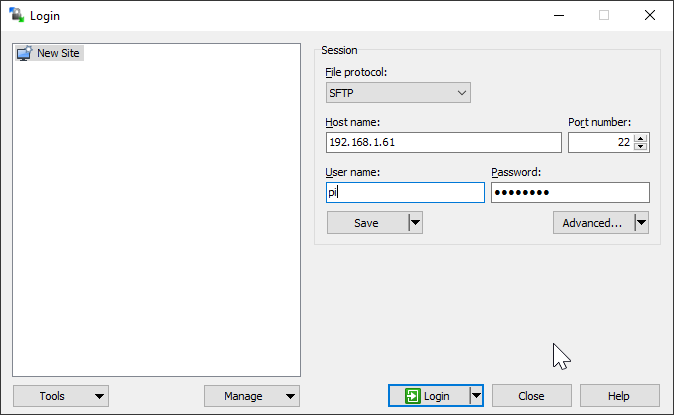 Login
New Site
Session
File protocol:
SFTP
Host name:
Port number:
192.168.1.61
22
User name:
Password:
pi
••••••••
Save
Advanced...
Tools
Manage
Login
Close
Help